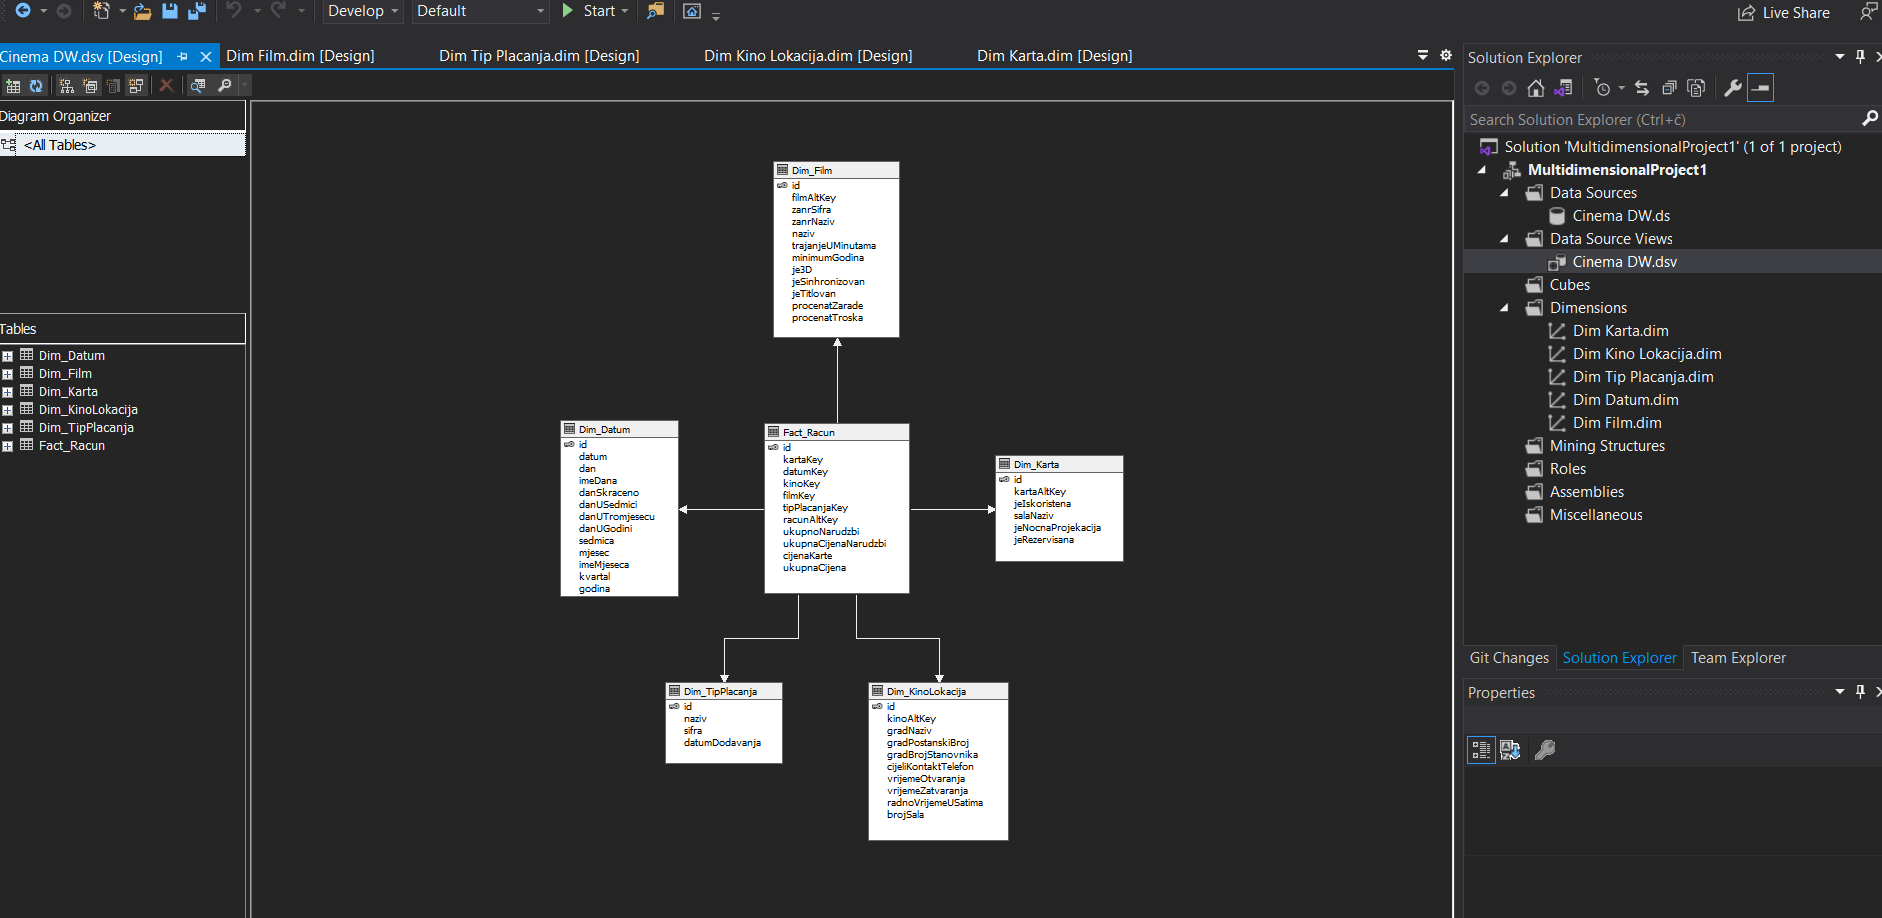 Develop
Default
Start
Live Share
Cinema DW.dsv [Design]
Dim Film.dim [Design]
Dim Tip Placanja.dim [Design]
Dim Kino Lokacija.dim [Design]
Dim Karta.dim [Design]
Diagram Organizer
<All Tables>
Tables
Dim_Datum
Dim_Film
Dim_Karta
Dim_KinoLokacija
Dim_TipPlacanja
Fact_Racun
Dim_Film
id
filmAltKey
zanrSifra
zanrNaziv
naziv
trajanjeUMinutama
minimumGodina
je3D
jeSinhronizovan
jeTitlovan
procenatZarade
procenatTroska
Dim_Datum
id
datum
dan
imeDana
danSkraceno
danUSedmici
danUTromjesecu
danUGodini
sedmica
mjesec
imeMjeseca
kvartal
godina
Fact_Racun
id
kartaKey
datumKey
kinoKey
filmKey
tipPlacanjaKey
racunAltKey
ukupnoNarudzbi
ukupnaCijenaNarudzbi
cijenaKarte
ukupnaCijena
Dim_Karta
id
kartaAltKey
jeIskoristena
salaNaziv
jeNocnaProjekacija
jeRezervisana
Dim_TipPlacanja
id
naziv
sifra
datumDodavanja
Dim_KinoLokacija
id
kinoAltKey
gradNaziv
gradPostanskiBroj
gradBrojStanovnika
cijeliKontaktTelefon
vrijemeOtvaranja
vrijemeZatvaranja
radnoVrijemeUSatima
brojSala
Solution Explorer
Search Solution Explorer (Ctrl+č)
Solution 'MultidimensionalProject1' (1 of 1 project)
MultidimensionalProject1
Data Sources
Cinema DW.ds
Data Source Views
Cinema DW.dsv
Cubes
Dimensions
Dim Karta.dim
Dim Kino Lokacija.dim
Dim Tip Placanja.dim
Dim Datum.dim
Dim Film.dim
Mining Structures
Roles
Assemblies
Miscellaneous
Git Changes
Solution Explorer
Team Explorer
Properties